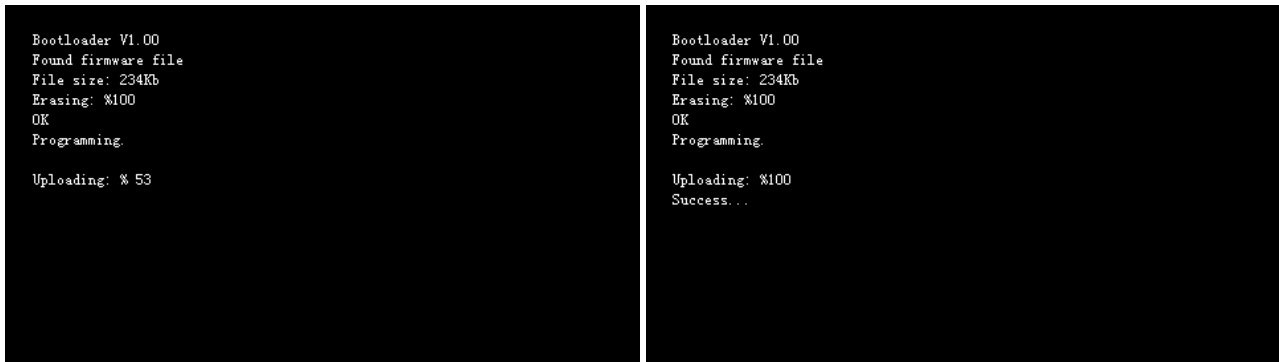 Bootloader V1.00
Found firmware file
File size: 234Kb
Erasing: %100
OK
Programming.
Uploading: % 53
Bootloader V1.00
Found firmware file
File size: 234Kb
Erasing: %100
OK
Programming.
Uploading: %100
Success...